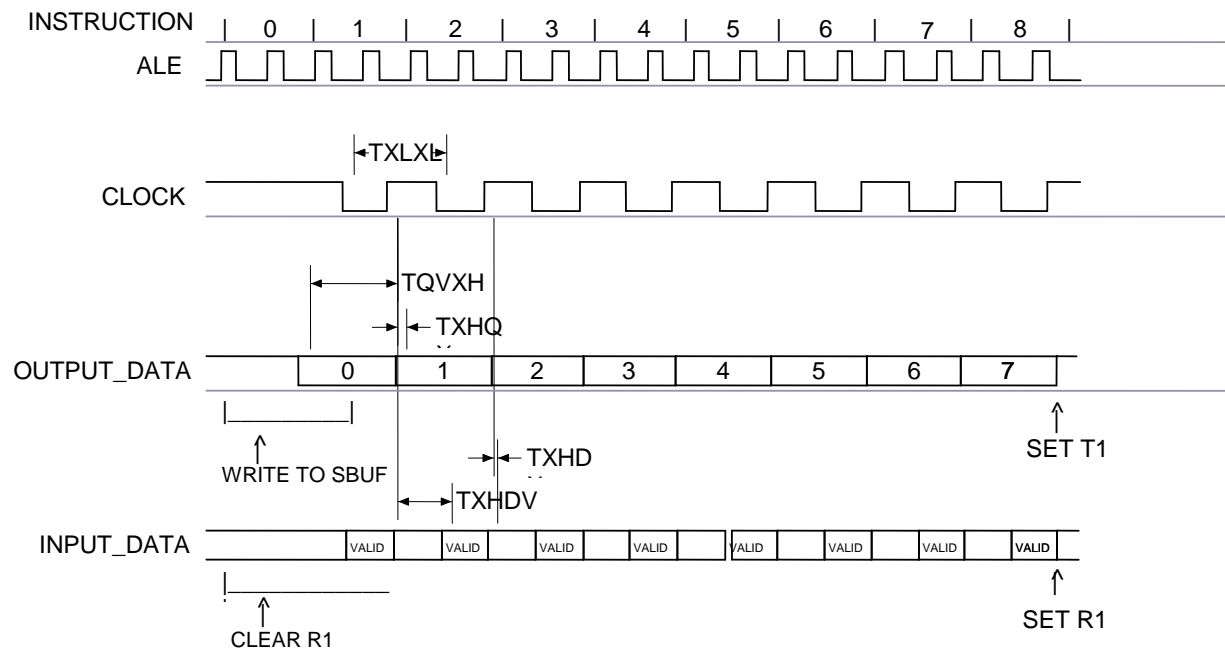 INSTRUCTION | 0 | 1 | 2 | 3 | 4 | 5 | 6 | 7 | 8 |
ALE
TXLXL
CLOCK
TQVXH
TXHQ
OUTPUT_DATA 0 1 2 3 4 5 6 7
WRITE TO SBUF
SET T1
TXHD
TXHDV
INPUT_DATA VALID VALID VALID VALID VALID VALID VALID VALID
CLEAR R1
SET R1